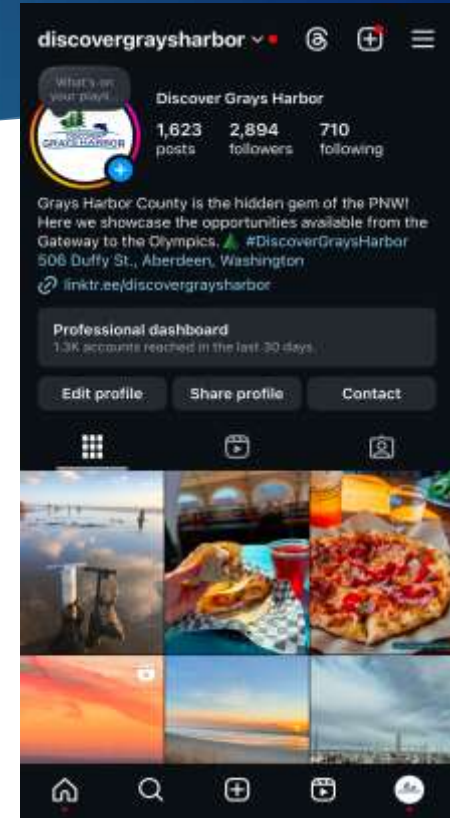 discovergraysharbor
What's on
your playli...
GRAYS HARBOR
Discover Grays Harbor
1,623 2,894 710
posts followers following
Grays Harbor County is the hidden gem of the PNW!
Here we showcase the opportunities available from the
Gateway to the Olympics. 🌲 #DiscoverGraysHarbor
506 Duffy St., Aberdeen, Washington
linktr.ee/discovergraysharbor
Professional dashboard
1.3K accounts reached in the last 30 days.
Edit profile Share profile Contact